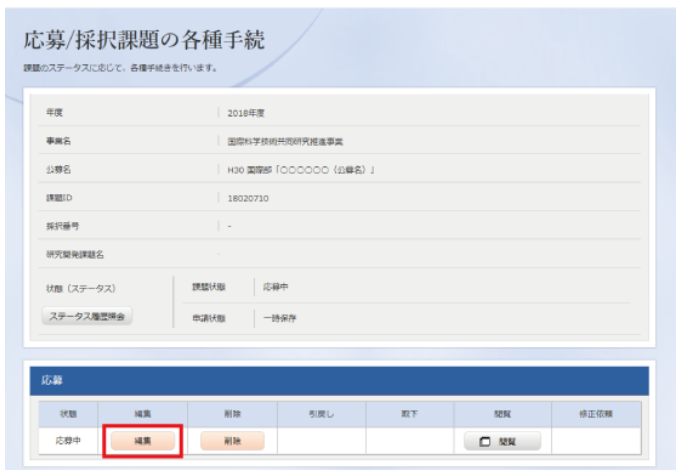 応募/採択課題の各種手続
課題のステータスに応じて、各種手続きを行います。
年度 2018年度
事業名 国際科学技術共同研究推進事業
公募名 H30 国際部「〇〇〇〇〇〇（公募名）」
課題ID 18020710
採択番号 -
研究開発課題名 -
状態（ステータス） 課題状態 応募中
ステータス履歴照会 申請状態 一時保存
応募
状態 編集 削除 引戻し 取下 閲覧 修正依頼
応募中 編集 削除 閲覧